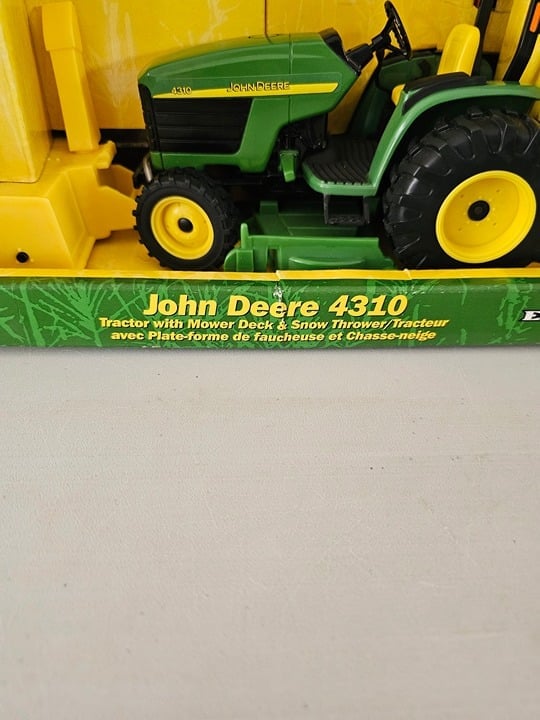 4310 JOHN DEERE
John Deere 4310
Tractor with Mower Deck & Snow Thrower/Tracteur
avec Plate-forme de faucheuse et Chasse-neige